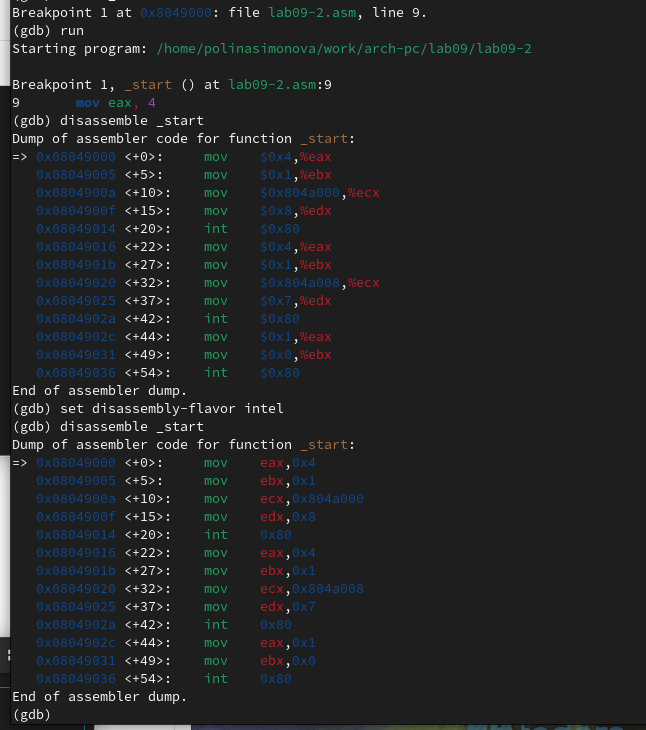 Breakpoint 1 at 0x8049000: file lab09-2.asm, line 9.
(gdb) run
Starting program: /home/polinasimonova/work/arch-pc/lab09/lab09-2

Breakpoint 1, _start () at lab09-2.asm:9
9       mov eax, 4
(gdb) disassemble _start
Dump of assembler code for function _start:
=> 0x08049000 <+0>:     mov    $0x4,%eax
   0x08049005 <+5>:     mov    $0x1,%ebx
   0x0804900a <+10>:    mov    $0x804a000,%ecx
   0x0804900f <+15>:    mov    $0x8,%edx
   0x08049014 <+20>:    int    $0x80
   0x08049016 <+22>:    mov    $0x4,%eax
   0x0804901b <+27>:    mov    $0x1,%ebx
   0x08049020 <+32>:    mov    $0x804a008,%ecx
   0x08049025 <+37>:    mov    $0x7,%edx
   0x0804902a <+42>:    int    $0x80
   0x0804902c <+44>:    mov    $0x1,%eax
   0x08049031 <+49>:    mov    $0x0,%ebx
   0x08049036 <+54>:    int    $0x80
End of assembler dump.
(gdb) set disassembly-flavor intel
(gdb) disassemble _start
Dump of assembler code for function _start:
=> 0x08049000 <+0>:     mov    eax,0x4
   0x08049005 <+5>:     mov    ebx,0x1
   0x0804900a <+10>:    mov    ecx,0x804a000
   0x0804900f <+15>:    mov    edx,0x8
   0x08049014 <+20>:    int    0x80
   0x08049016 <+22>:    mov    eax,0x4
   0x0804901b <+27>:    mov    ebx,0x1
   0x08049020 <+32>:    mov    ecx,0x804a008
   0x08049025 <+37>:    mov    edx,0x7
   0x0804902a <+42>:    int    0x80
   0x0804902c <+44>:    mov    eax,0x1
   0x08049031 <+49>:    mov    ebx,0x0
   0x08049036 <+54>:    int    0x80
End of assembler dump.
(gdb)